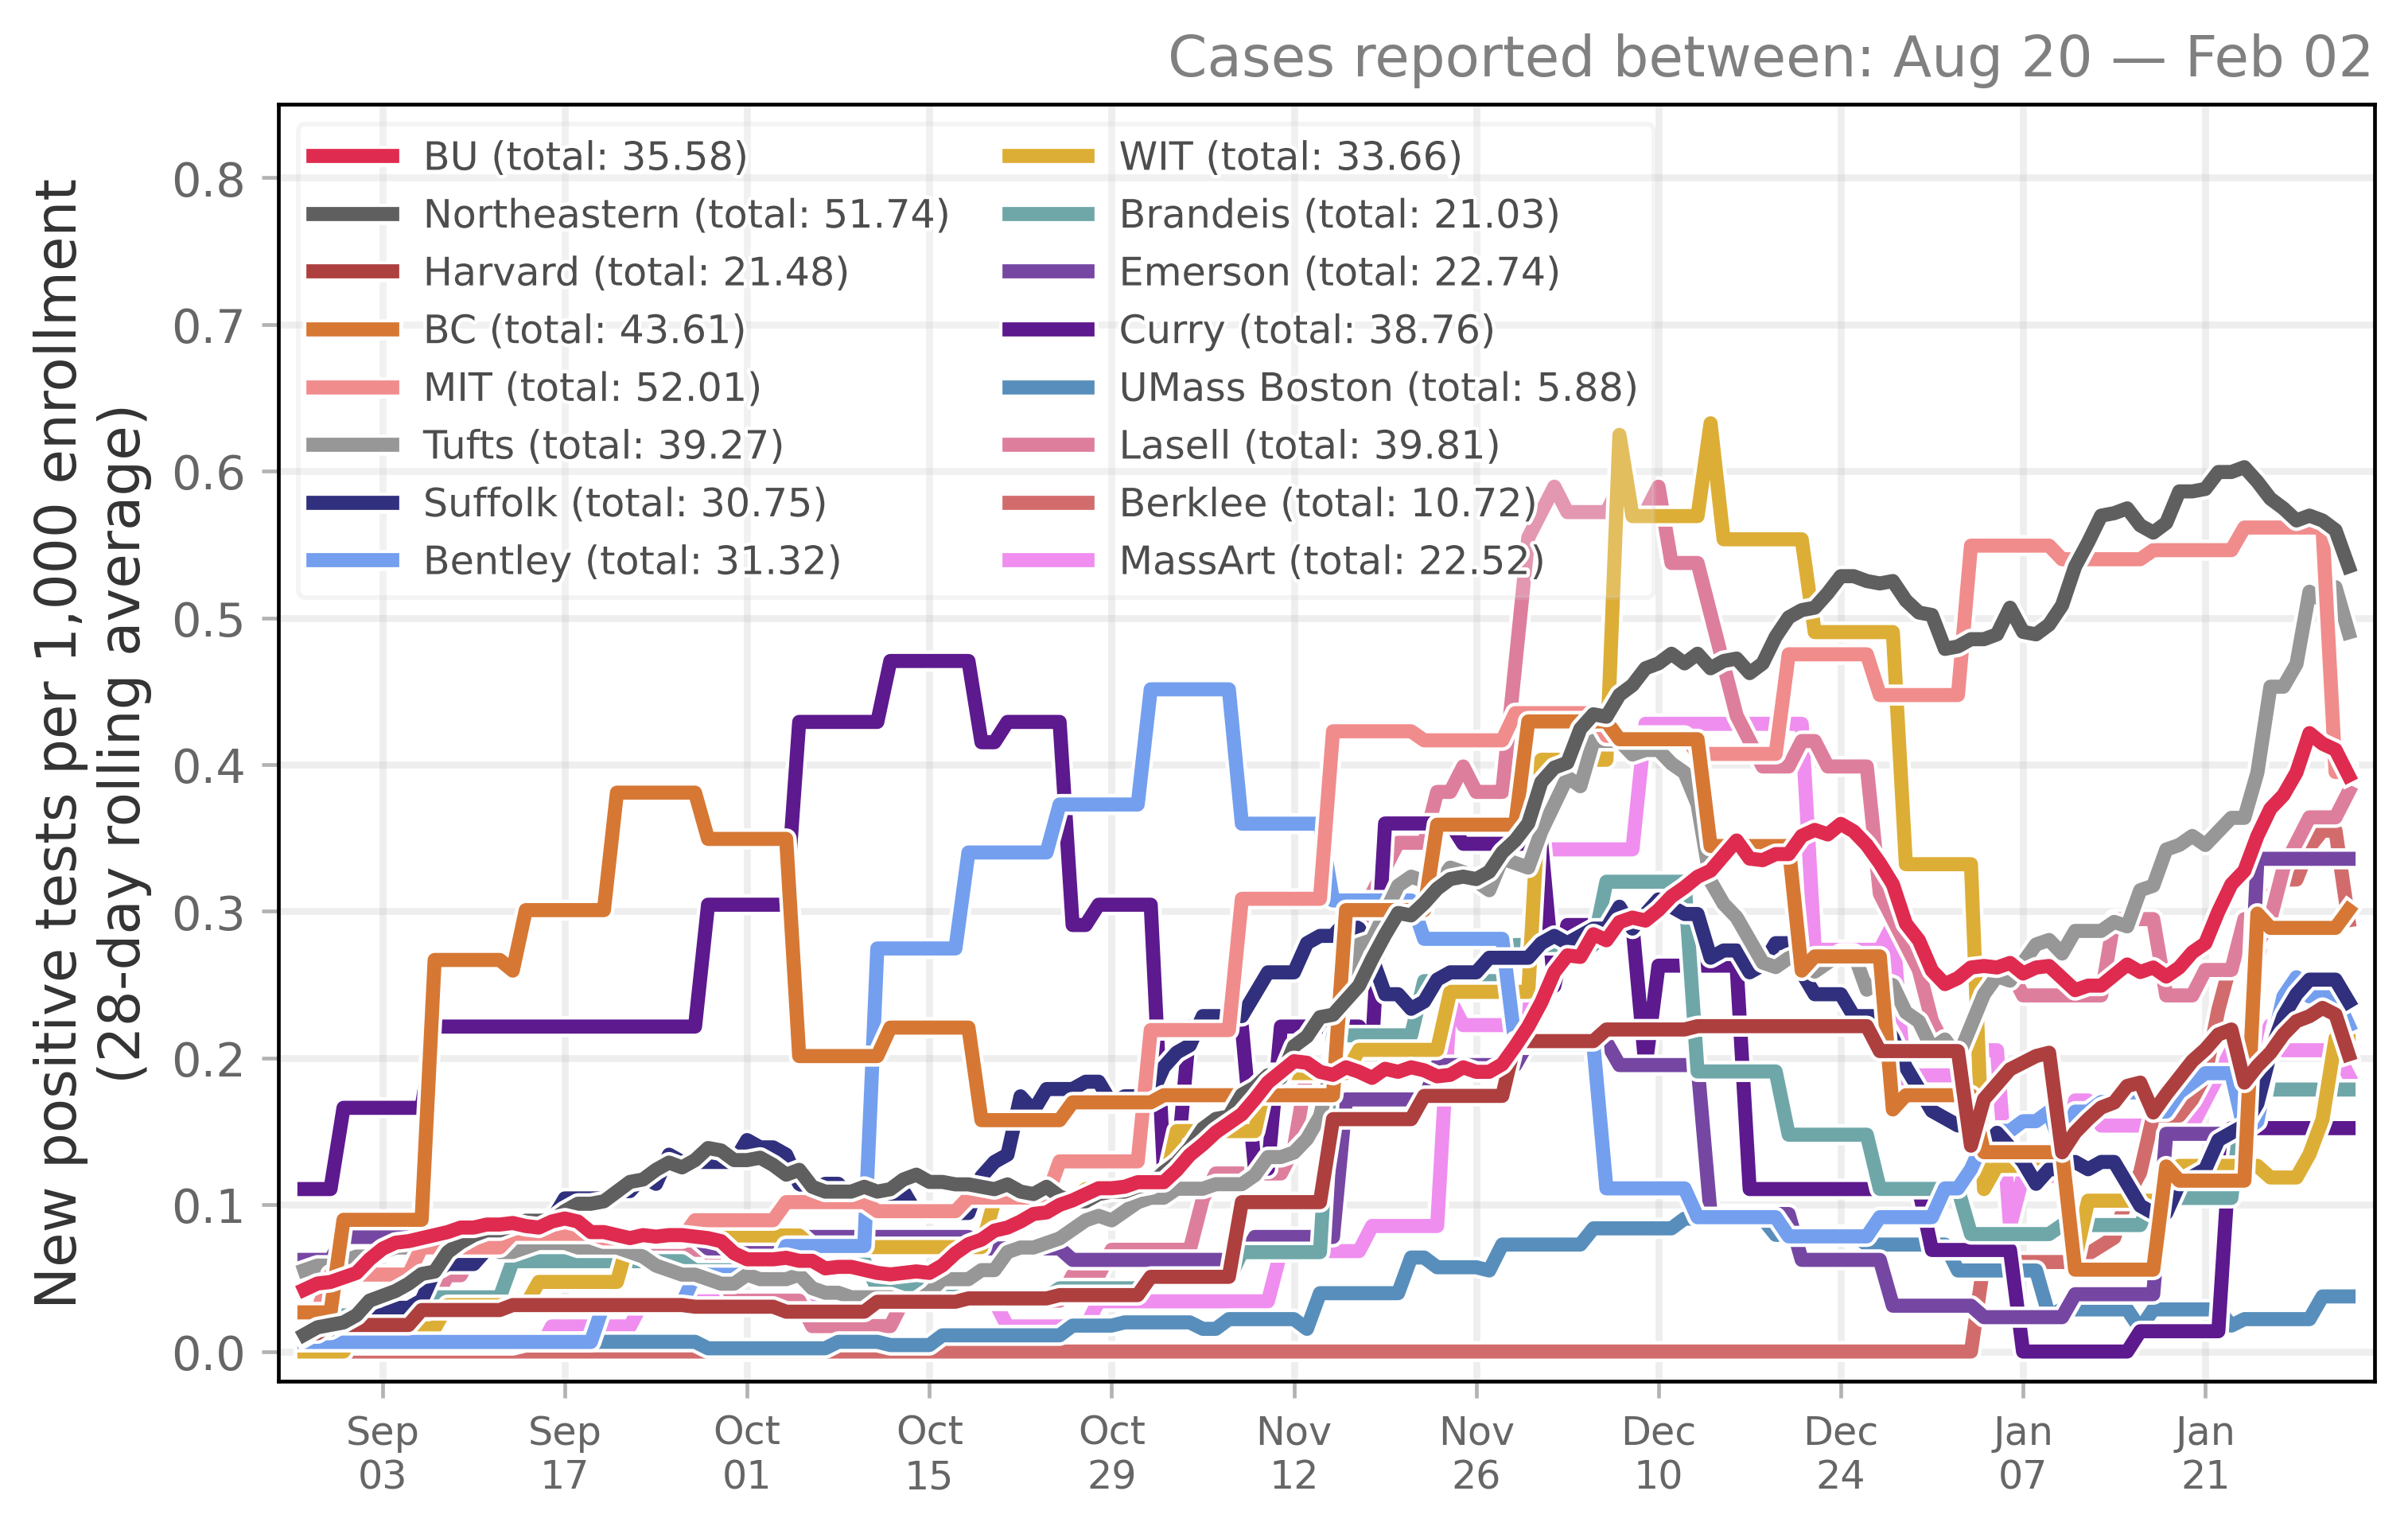 Cases reported between: Aug 20 — Feb 02
New positive tests per 1,000 enrollment
(28-day rolling average)
0.8
0.7
0.6
0.5
0.4
0.3
0.2
0.1
0.0
BU (total: 35.58)
Northeastern (total: 51.74)
Harvard (total: 21.48)
BC (total: 43.61)
MIT (total: 52.01)
Tufts (total: 39.27)
Suffolk (total: 30.75)
Bentley (total: 31.32)
WIT (total: 33.66)
Brandeis (total: 21.03)
Emerson (total: 22.74)
Curry (total: 38.76)
UMass Boston (total: 5.88)
Lasell (total: 39.81)
Berklee (total: 10.72)
MassArt (total: 22.52)
Sep
03
Sep
17
Oct
01
Oct
15
Oct
29
Nov
12
Nov
26
Dec
10
Dec
24
Jan
07
Jan
21